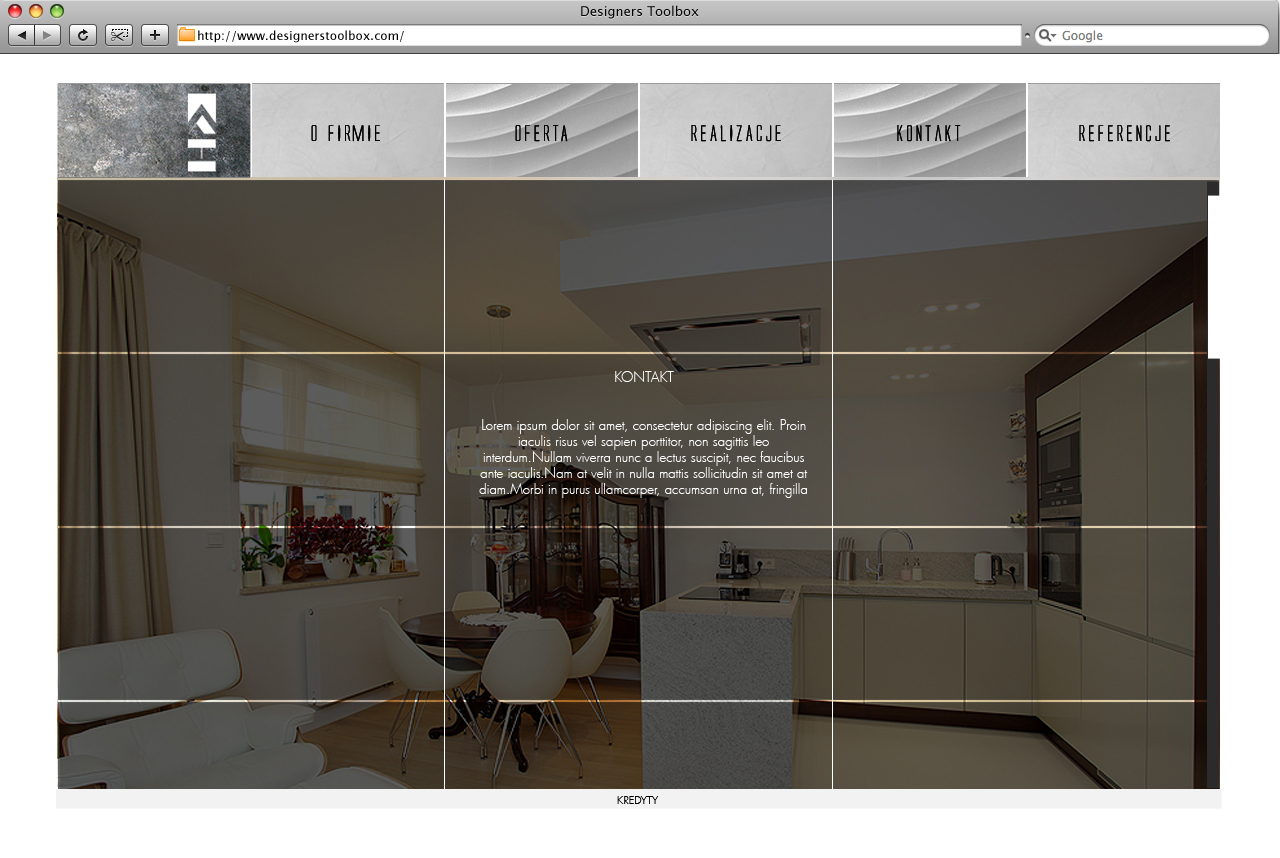 Designers Toolbox
http://www.designerstoolbox.com/
Google
O FIRMIE
OFERTA
REALIZACJE
KONTAKT
REFERENCJE
KONTAKT
Lorem ipsum dolor sit amet, consectetur adipiscing elit. Proin
iaculis risus vel sapien porttitor, non sagittis leo
interdum.Nullam viverra nunc a lectus suscipit, nec faucibus
ante iaculis.Nam at velit in nulla mattis sollicitudin sit amet at
diam.Morbi in purus ullamcorper, accumsan urna at, fringilla
KREDYTY